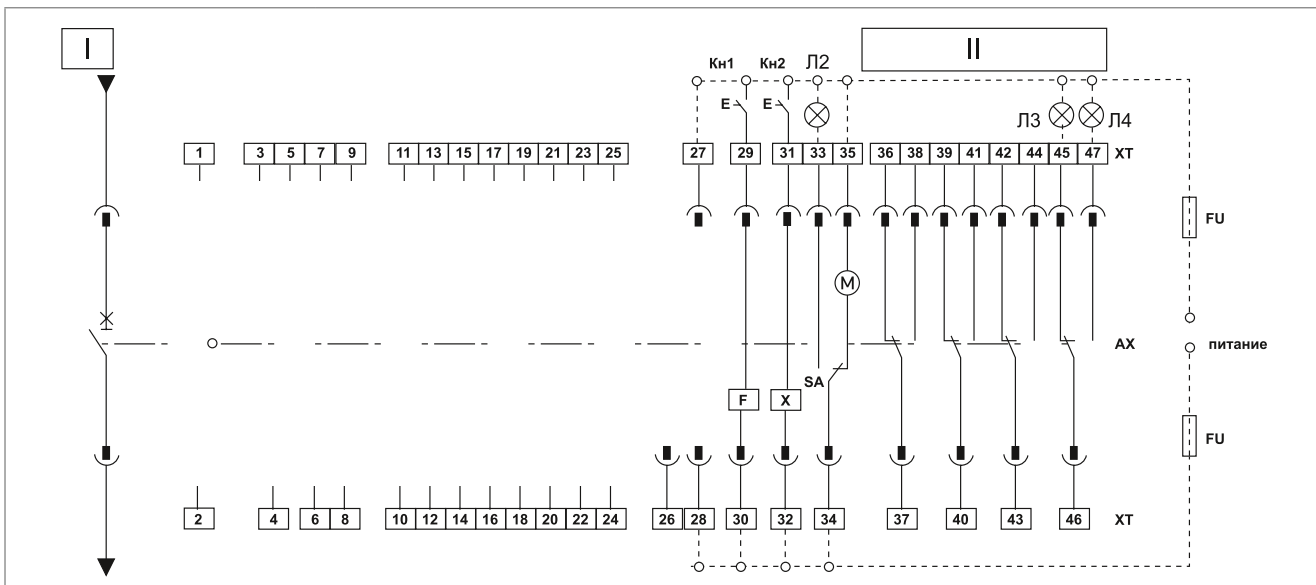 I II
Кн1 Кн2 Л2
E E Л3 Л4
1 3 5 7 9 11 13 15 17 19 21 23 25 27 29 31 33 35 36 38 39 41 42 44 45 47 XT
FU
M
AX питание
SA
F X
FU
2 4 6 8 10 12 14 16 18 20 22 24 26 28 30 32 34 37 40 43 46 XT